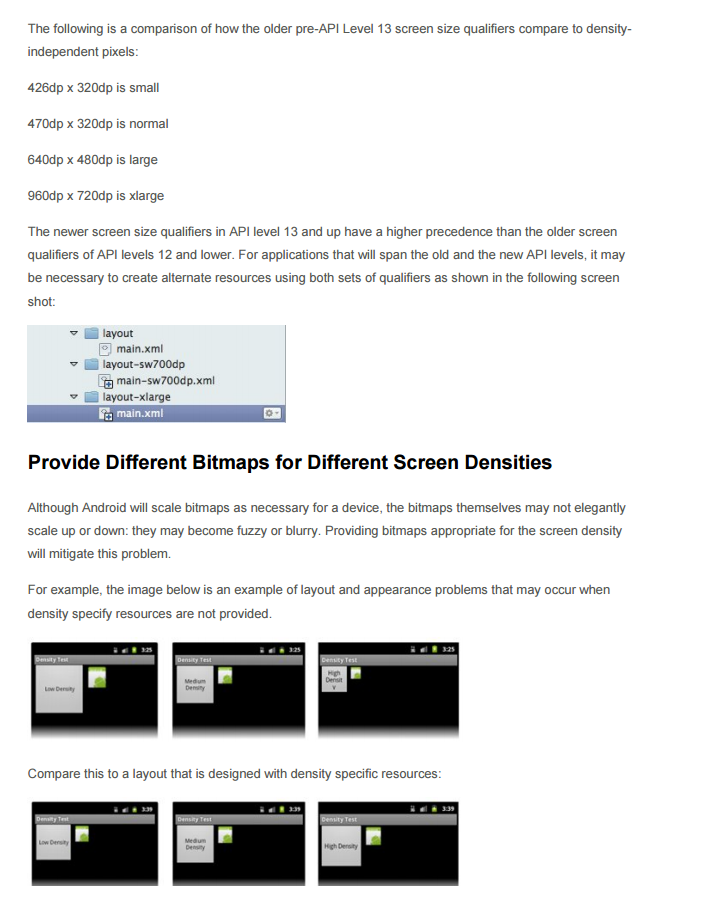 The following is a comparison of how the older pre-API Level 13 screen size qualifiers compare to density-
independent pixels:
426dp x 320dp is small
470dp x 320dp is normal
640dp x 480dp is large
960dp x 720dp is xlarge
The newer screen size qualifiers in API level 13 and up have a higher precedence than the older screen
qualifiers of API levels 12 and lower. For applications that will span the old and the new API levels, it may
be necessary to create alternate resources using both sets of qualifiers as shown in the following screen
shot:
layout
main.xml
layout-sw700dp
main-sw700dp.xml
layout-xlarge
main.xml
Provide Different Bitmaps for Different Screen Densities
Although Android will scale bitmaps as necessary for a device, the bitmaps themselves may not elegantly
scale up or down: they may become fuzzy or blurry. Providing bitmaps appropriate for the screen density
will mitigate this problem.
For example, the image below is an example of layout and appearance problems that may occur when
density specify resources are not provided.
3:25
Density Test
Low Density
3:25
Density Test
Medium
Density
3:25
Density Test
High
Densit
y
Compare this to a layout that is designed with density specific resources:
3:39
Density Test
Low Density
3:39
Density Test
Medium
Density
3:39
Density Test
High Density